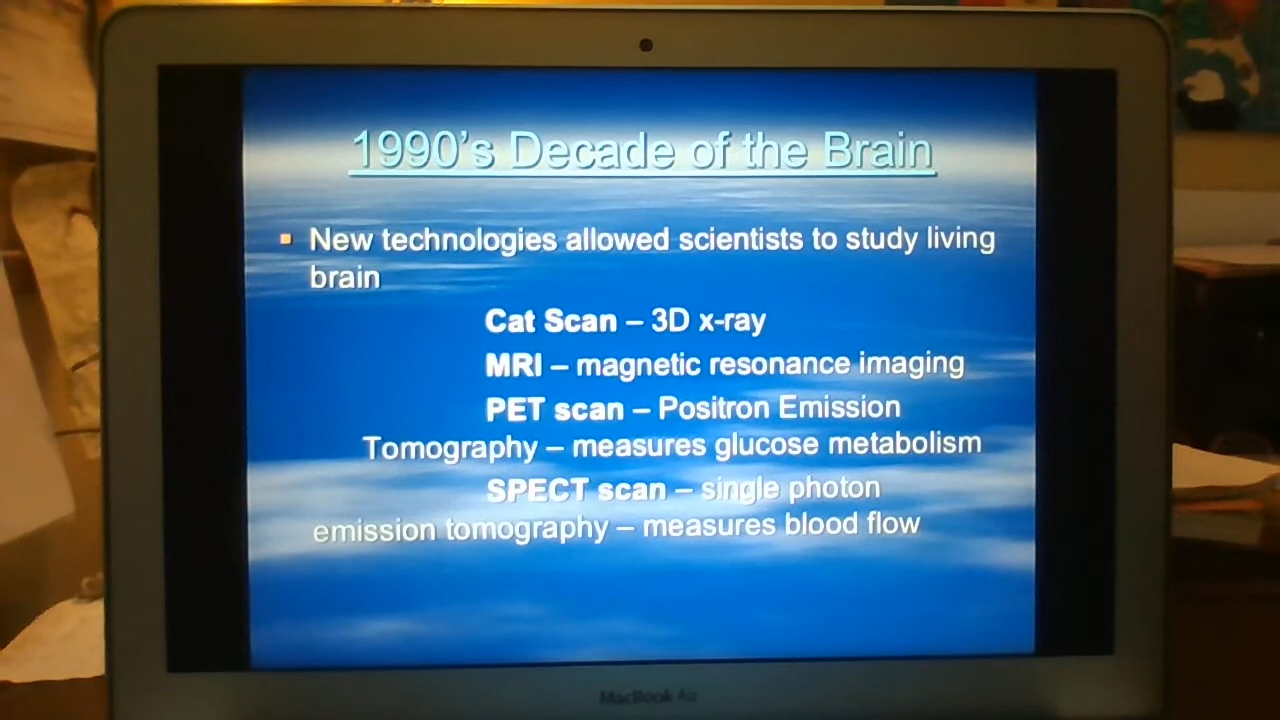 1990's Decade of the Brain
New technologies allowed scientists to study living
brain
Cat Scan – 3D x-ray
MRI – magnetic resonance imaging
PET scan – Positron Emission
Tomography – measures glucose metabolism
SPECT scan – single photon
emission tomography – measures blood flow
MacBook Air